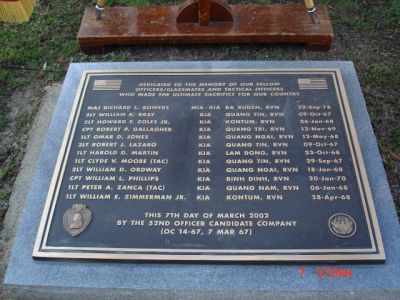 DEDICATED TO THE MEMORY OF OUR FELLOW
OFFICERS/CLASSMATES AND TACTICAL OFFICERS
WHO MADE THE ULTIMATE SACRIFICE FOR OUR COUNTRY
MAJ RICHARD L. BOWERS MIA-KIA BA XUGEN, RVN 29-Sep-78
2LT WILLIAM R. BRAY KIA QUANG TIN, RVN 09-Oct-67
2LT HOWARD F. COLES JR. KIA KONTUM, RVN 26-Jan-68
CPT ROBERT P. GALLAGHER KIA QUANG TRI, RVN 12-Nov-69
1LT OMAR D. JONES KIA QUANG NGAI, RVN 12-May-68
2LT ROBERT J. LAZARO KIA QUANG TIN, RVN 09-Oct-67
1LT HAROLD D. MARTIN KIA LAM DONG, RVN 22-Oct-68
1LT CLYDE V. MOORE (TAC) KIA QUANG TIN, RVN 29-Sep-67
2LT WILLIAM D. ORDWAY KIA QUANG NGAI, RVN 18-Jan-68
CPT WILLIAM L. PHILLIPS KIA BINH DINH, RVN 20-Jan-70
1LT PETER A. ZANCA (TAC) KIA QUANG NAM, RVN 06-Jan-68
1LT WILLIAM E. ZIMMERMAN JR. KIA KONTUM, RVN 28-Apr-68
THIS 7TH DAY OF MARCH 2002
BY THE 52ND OFFICER CANDIDATE COMPANY
(OC 14-67, 7 MAR 67)